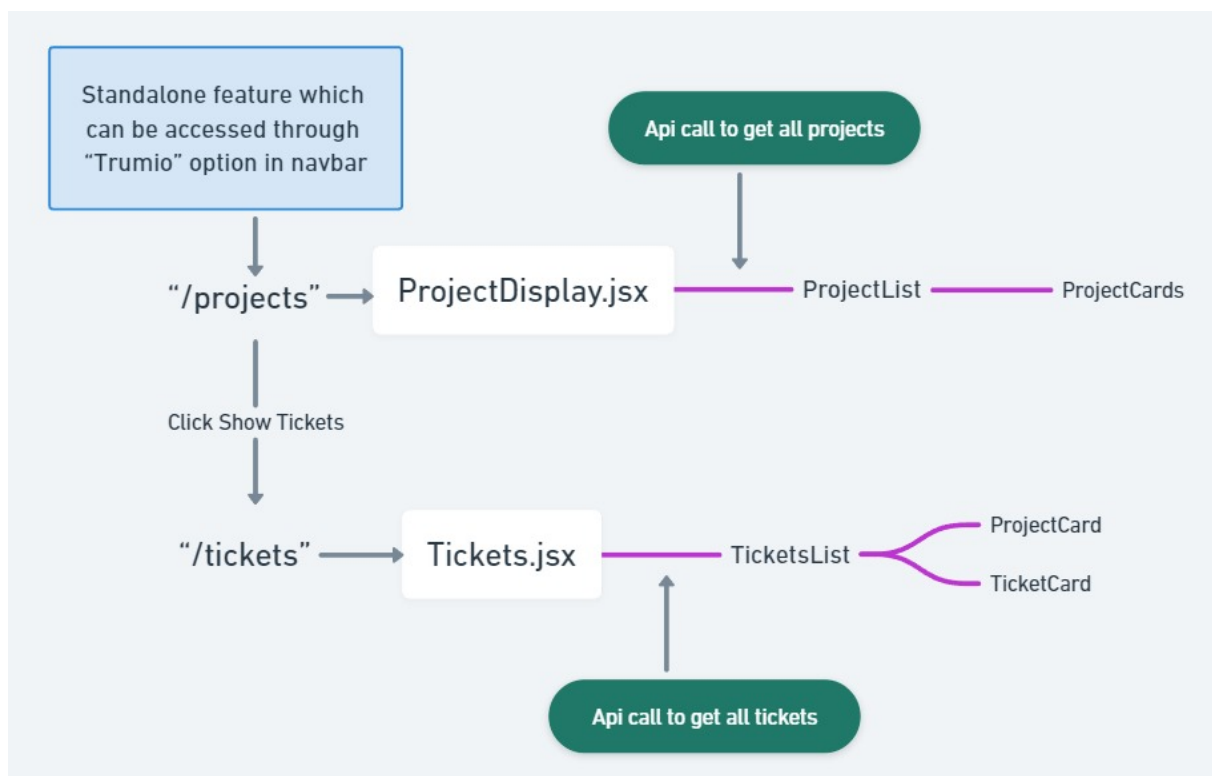 Standalone feature which
can be accessed through
“Trumio” option in navbar
Api call to get all projects
“/projects”
ProjectDisplay.jsx
ProjectList
ProjectCards
Click Show Tickets
“/tickets”
Tickets.jsx
TicketsList
ProjectCard
TicketCard
Api call to get all tickets